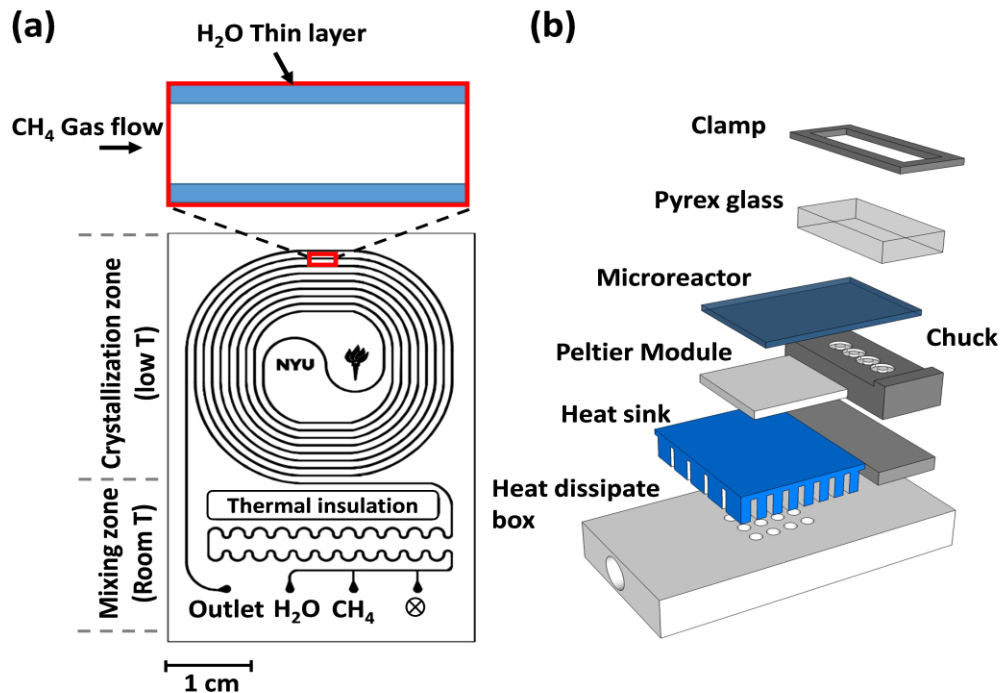 (a)
H₂O Thin layer
CH₄ Gas flow
Crystallization zone
(low T)
NYU
Thermal insulation
Mixing zone
(Room T)
Outlet H₂O CH₄ ⊗
1 cm
(b)
Clamp
Pyrex glass
Microreactor
Chuck
Peltier Module
Heat sink
Heat dissipate
box